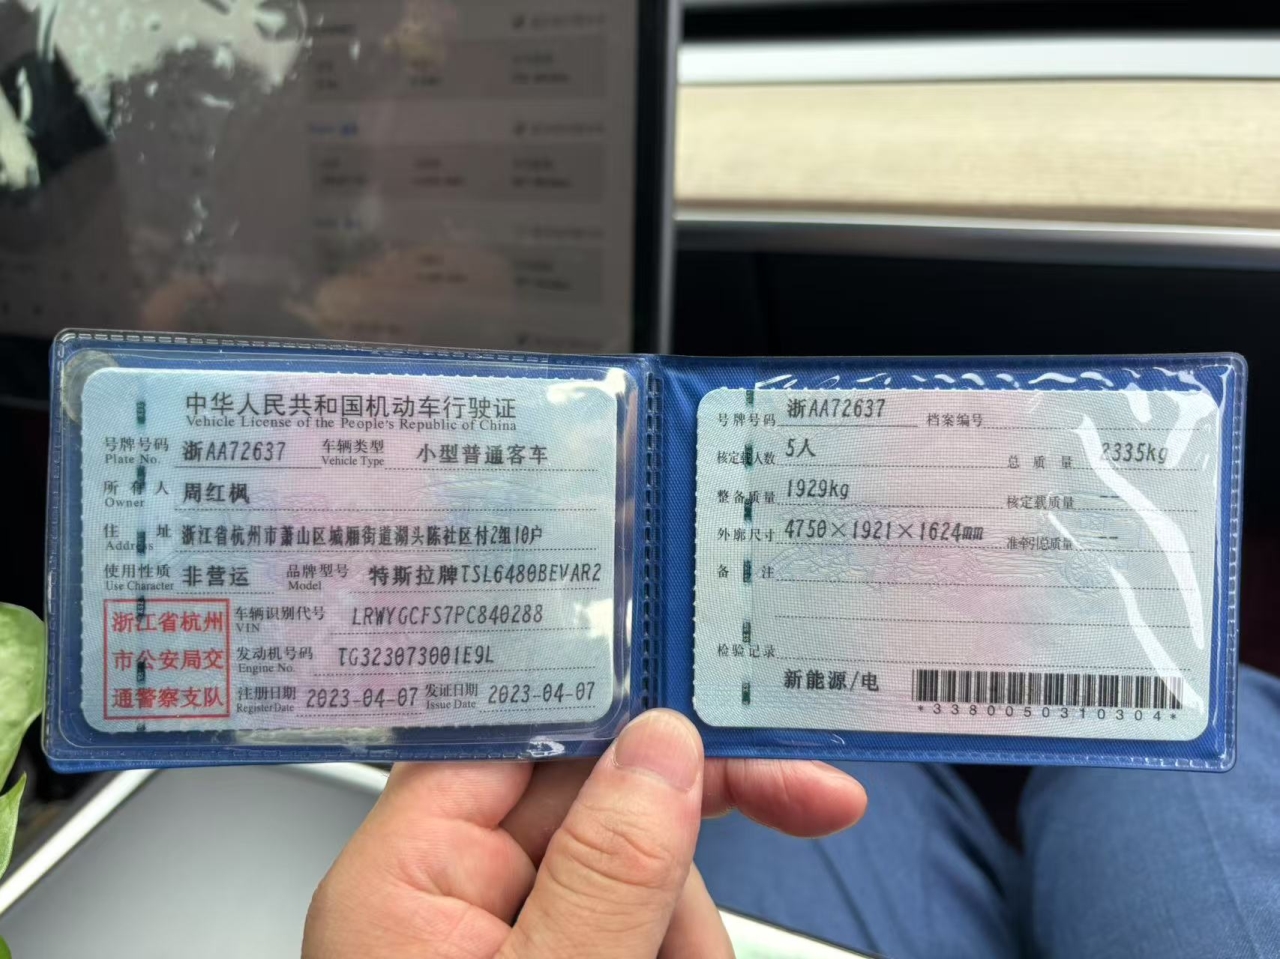 中华人民共和国机动车行驶证
Vehicle License of the People's Republic of China
号牌号码 浙AA72637 车辆类型 小型普通客车
Plate No. Vehicle Type
所有人 周红枫
Owner
住址 浙江省杭州市萧山区城厢街道湖头陈社区村2组10户
Address
使用性质 非营运 品牌型号 特斯拉牌TSL6480BEVAR2
Use Character Model
浙江省杭州
市公安局交
通警察支队
车辆识别代号 LRWYGCFS7PC840288
VIN
发动机号码 TG323073001E9L
Engine No.
注册日期 2023-04-07 发证日期 2023-04-07
Register Date Issue Date
号牌号码 浙AA72637 档案编号
核定载人数 5人 总质量 2335kg
整备质量 1929kg 核定载质量 --
外廓尺寸 4750×1921×1624mm 准牵引总质量 --
备注
检验记录
新能源/电
*3380050310304*